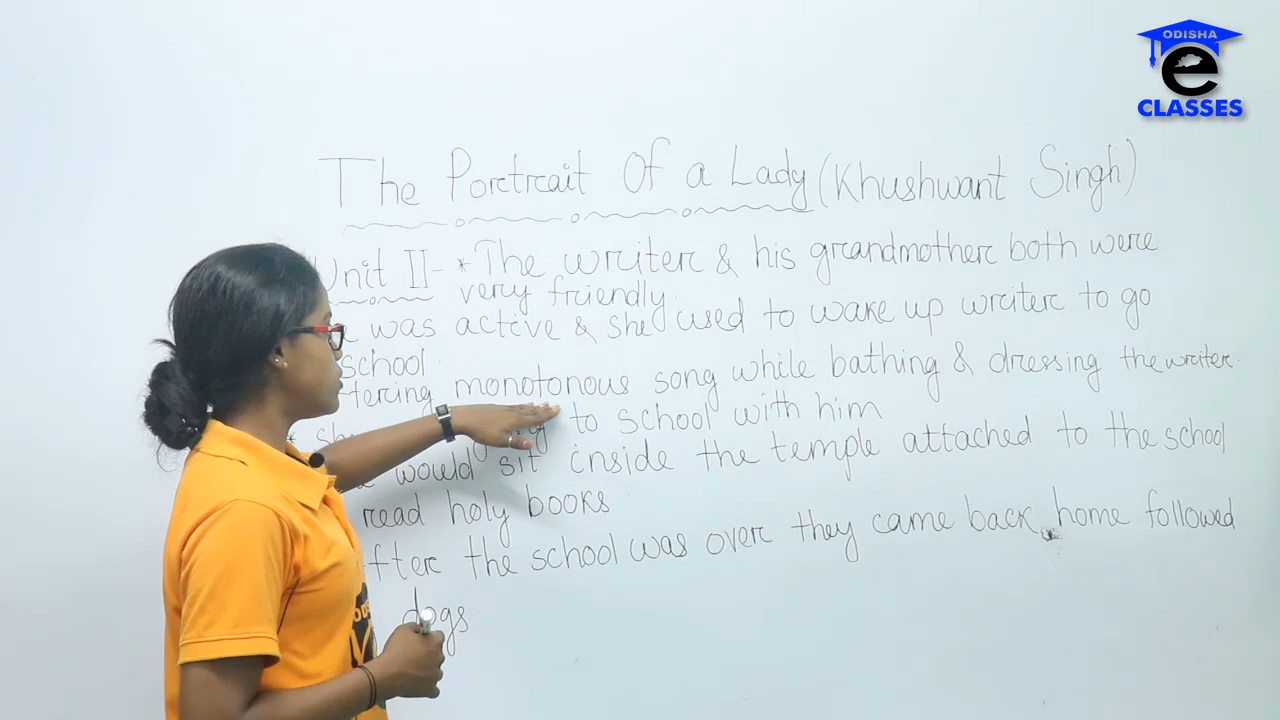 ODISHA
e
CLASSES
The Portrait Of a Lady (Khushwant Singh)
Unit II - * The writer & his grandmother both were
very friendly
was active & she used to wake up writer to go
school.
tering monotonous song while bathing & dressing the writer.
to school with him
would sit inside the temple attached to the school
read holy books
fter the school was over they came back home followed
dogs